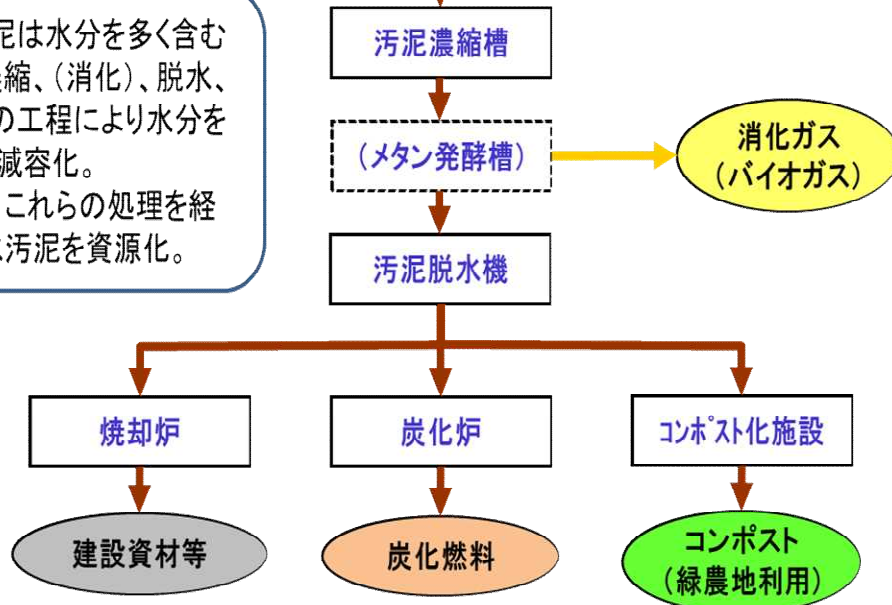 泥は水分を多く含む
縮、(消化)、脱水、
の工程により水分を
減容化。
これらの処理を経
汚泥を資源化。
汚泥濃縮槽
(メタン発酵槽)
消化ガス
(バイオガス)
汚泥脱水機
焼却炉
炭化炉
コンポスト化施設
建設資材等
炭化燃料
コンポスト
(緑農地利用)